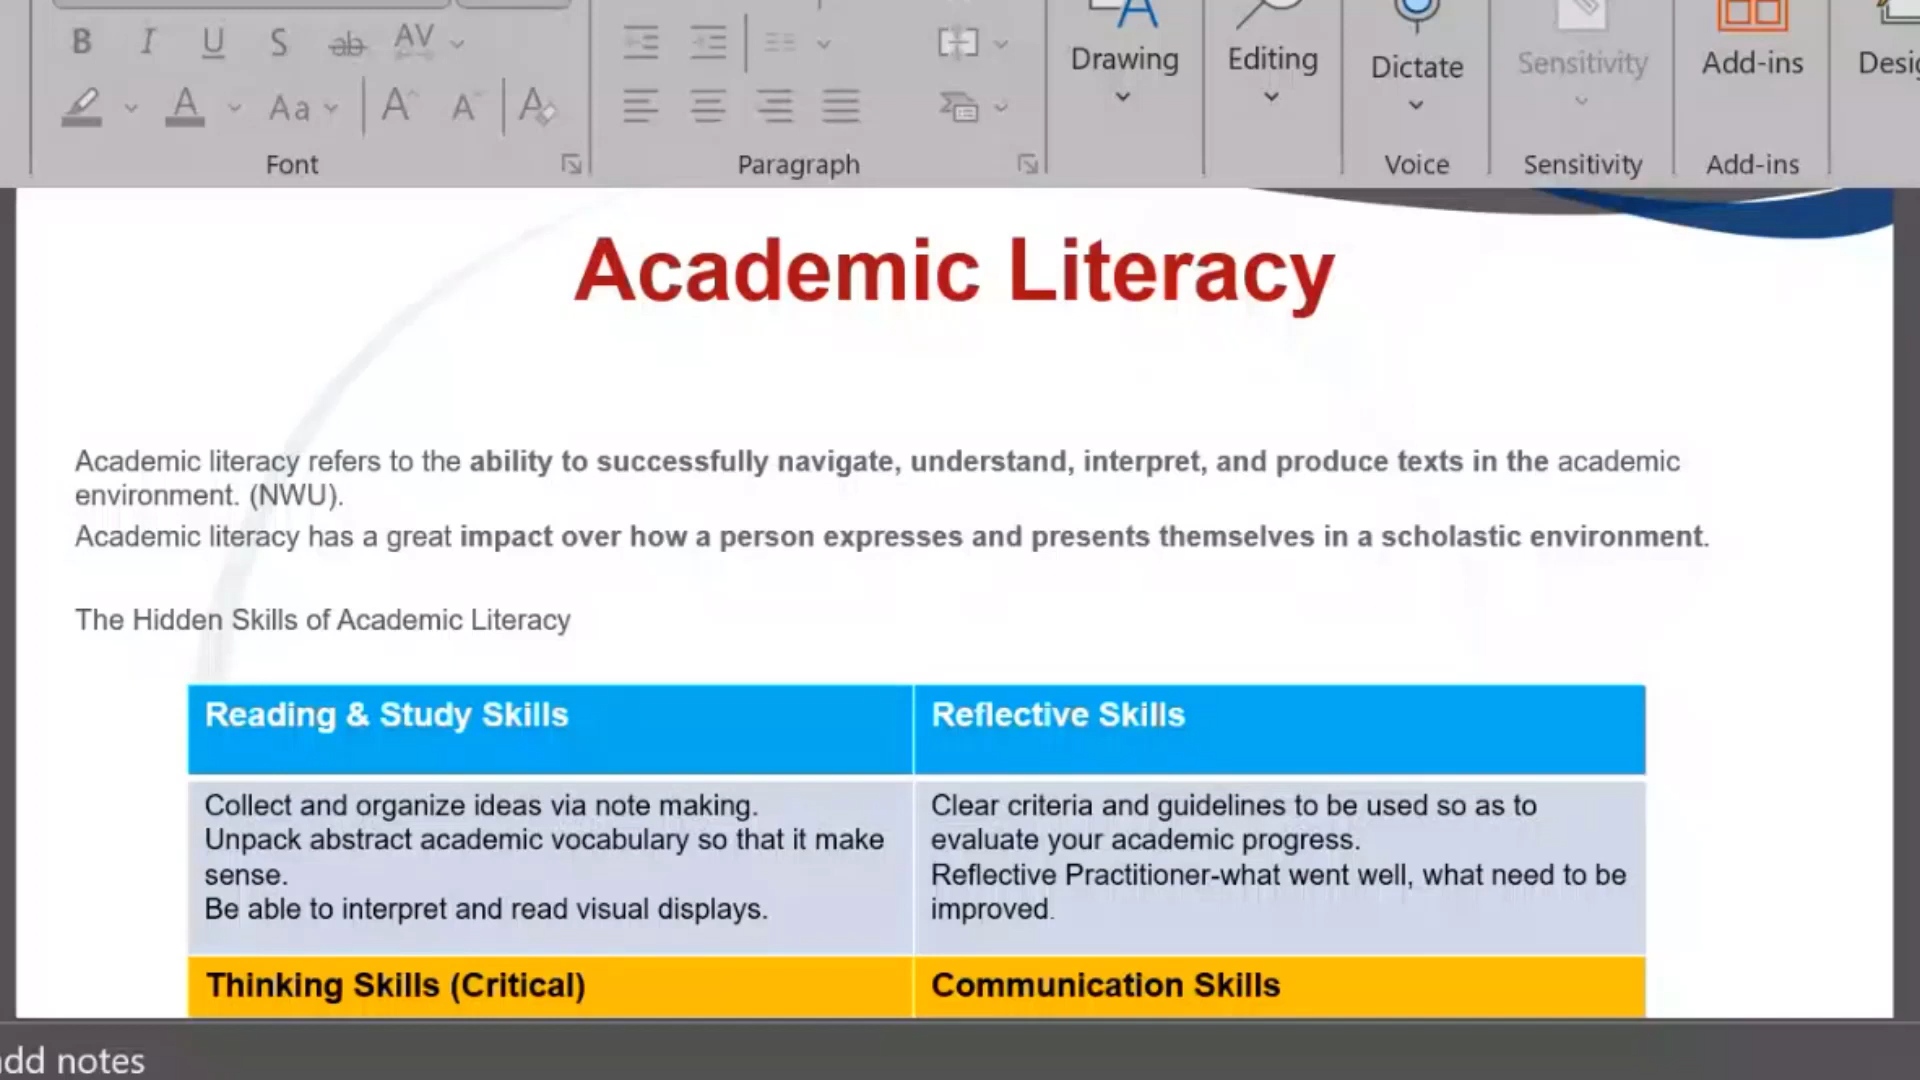 B I U S ab AV
Aa A A A
Font
Paragraph
Drawing
Editing
Dictate
Voice
Sensitivity
Sensitivity
Add-ins
Add-ins
Academic Literacy
Academic literacy refers to the ability to successfully navigate, understand, interpret, and produce texts in the academic
environment. (NWU).
Academic literacy has a great impact over how a person expresses and presents themselves in a scholastic environment.
The Hidden Skills of Academic Literacy
Reading & Study Skills
Reflective Skills
Collect and organize ideas via note making.
Unpack abstract academic vocabulary so that it make
sense.
Be able to interpret and read visual displays.
Clear criteria and guidelines to be used so as to
evaluate your academic progress.
Reflective Practitioner-what went well, what need to be
improved.
Thinking Skills (Critical)
Communication Skills
add notes